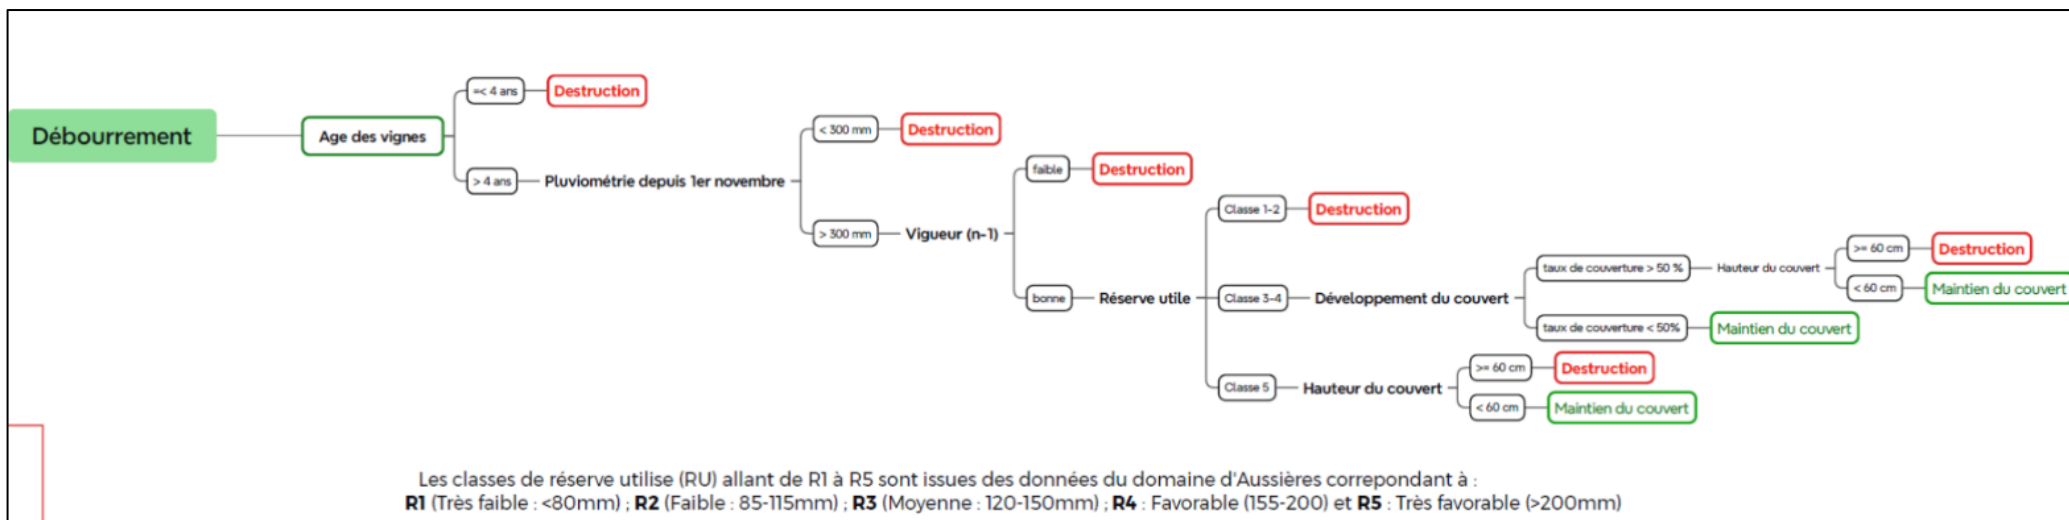 Débourrement
Age des vignes
=< 4 ans
Destruction
> 4 ans
Pluviométrie depuis 1er novembre
< 300 mm
Destruction
> 300 mm
Vigueur (n-1)
faible
Destruction
bonne
Réserve utile
Classe 1-2
Destruction
Classe 3-4
Développement du couvert
taux de couverture > 50 %
Hauteur du couvert
>= 60 cm
Destruction
< 60 cm
Maintien du couvert
taux de couverture < 50%
Maintien du couvert
Classe 5
Hauteur du couvert
>= 60 cm
Destruction
< 60 cm
Maintien du couvert
Les classes de réserve utilise (RU) allant de R1 à R5 sont issues des données du domaine d'Aussières correpondant à :
R1 (Très faible : <80mm) ; R2 (Faible : 85-115mm) ; R3 (Moyenne : 120-150mm) ; R4 : Favorable (155-200) et R5 : Très favorable (>200mm)